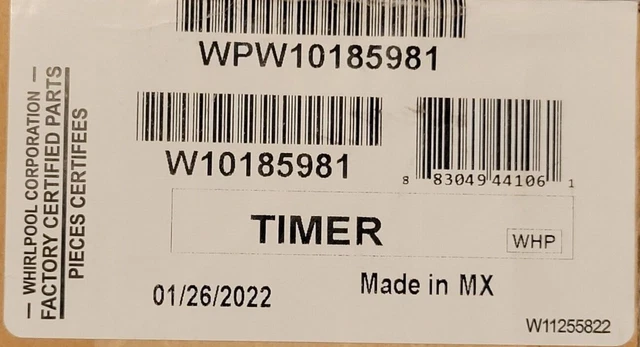 WPW10185981
W10185981
8 83049 44106 1
TIMER
WHP
01/26/2022
Made in MX
W11255822
— WHIRLPOOL CORPORATION —
FACTORY CERTIFIED PARTS
PIECES CERTIFEES